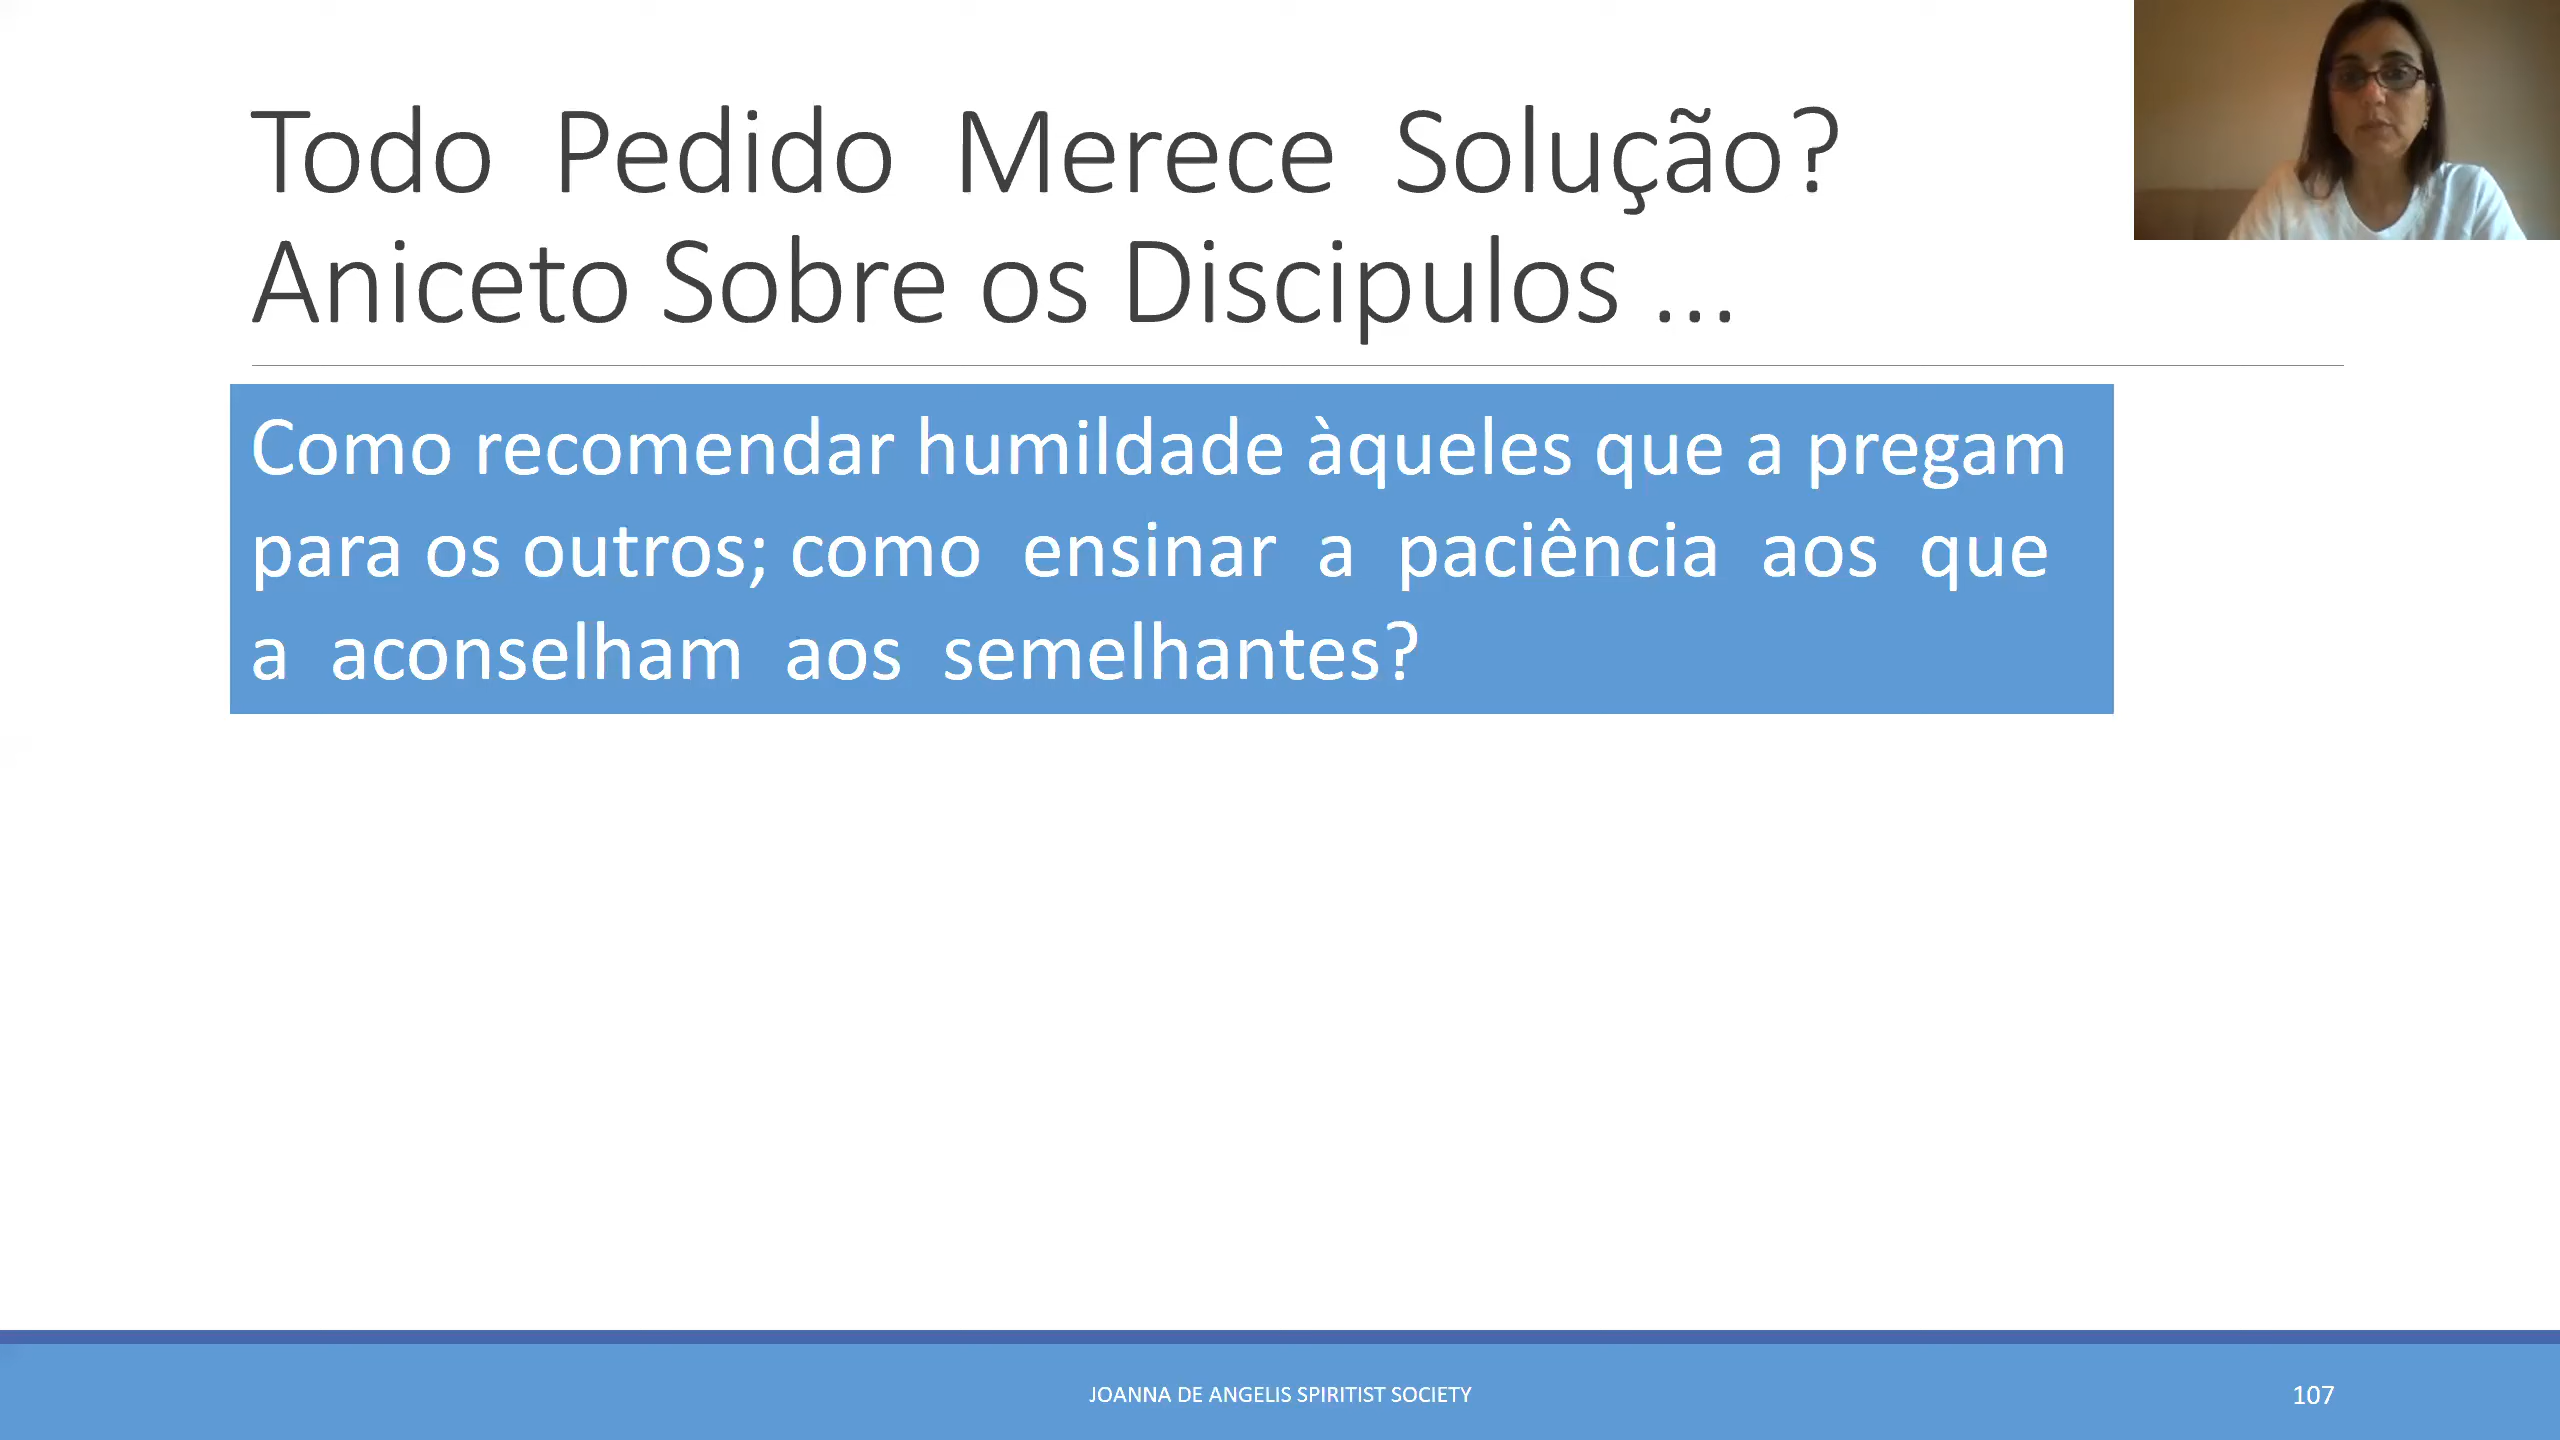 Todo Pedido Merece Solução?
Aniceto Sobre os Discipulos ...
Como recomendar humildade àqueles que a pregam
para os outros; como ensinar a paciência aos que
a aconselham aos semelhantes?
JOANNA DE ANGELIS SPIRITIST SOCIETY
107